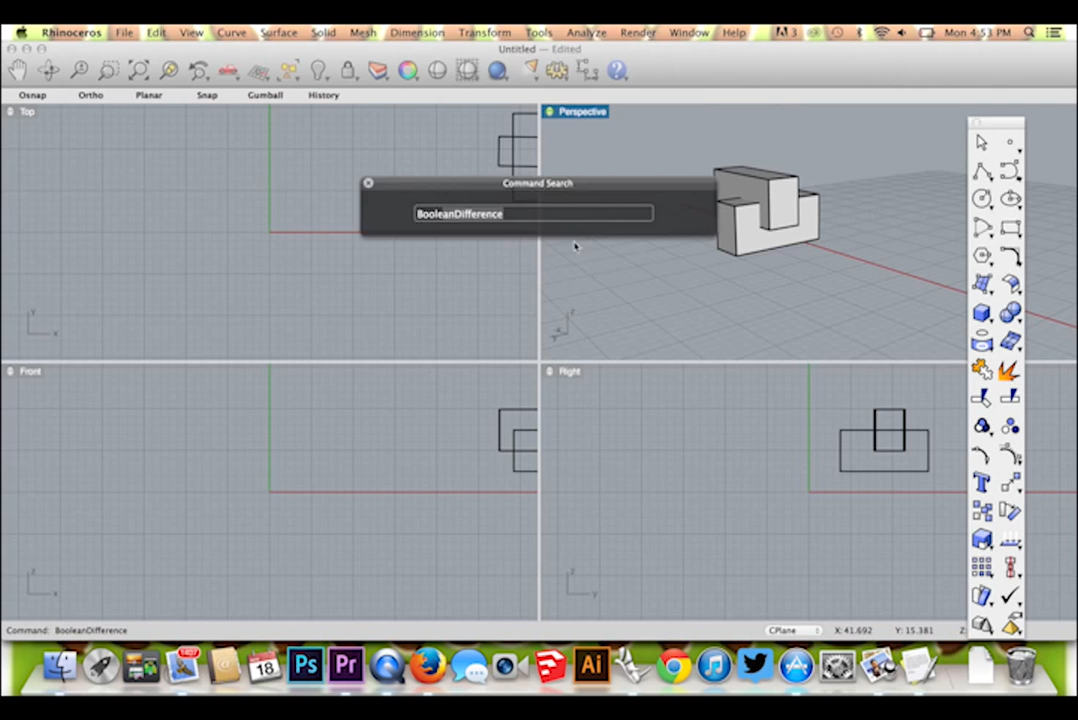 Rhinoceros File Edit View Curve Surface Solid Mesh Dimension Transform Tools Analyze Render Window Help 3 Mon 4:53 PM
Untitled — Edited
Osnap Ortho Planar Snap Gumball History
Top
Perspective
Command Search
BooleanDifference
y
x
z
y
Front
Right
z
x
z
y
Command: BooleanDifference
CPlane X: 41.692 Y: 15.381 Z:
18
Ps
Pr
Ai